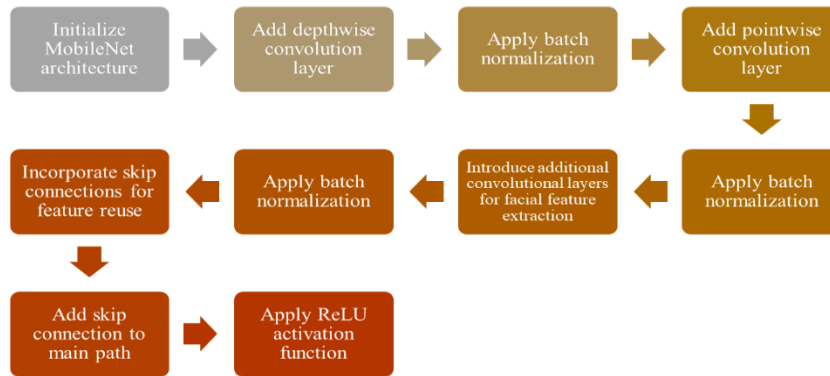 Initialize
MobileNet
architecture
Add depthwise
convolution
layer
Apply batch
normalization
Add pointwise
convolution
layer
Apply batch
normalization
Introduce additional
convolutional layers
for facial feature
extraction
Apply batch
normalization
Incorporate skip
connections for
feature reuse
Add skip
connection to
main path
Apply ReLU
activation
function